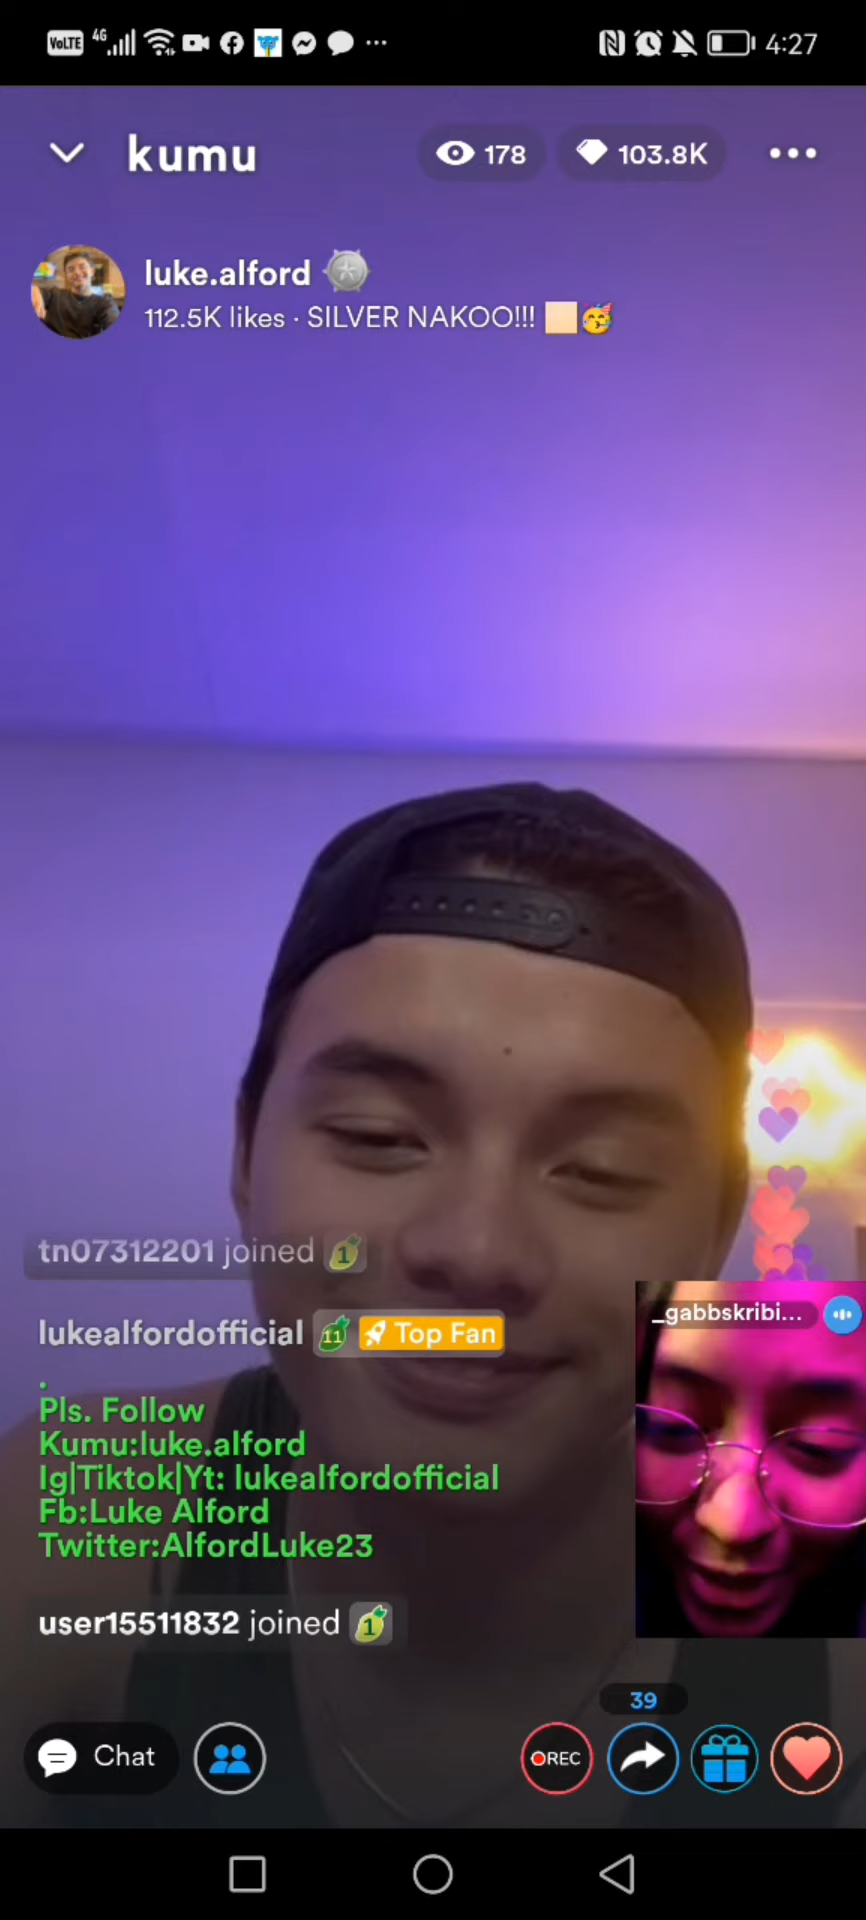 VoLTE 4G 4:27
kumu 178 103.8K
luke.alford
112.5K likes · SILVER NAKOO!!! 🏻🥳
tn07312201 joined 1
lukealfordofficial 11 Top Fan
.
Pls. Follow
Kumu:luke.alford
Ig|Tiktok|Yt: lukealfordofficial
Fb:Luke Alford
Twitter:AlfordLuke23
_gabbskribi...
user15511832 joined 1
39
Chat
REC